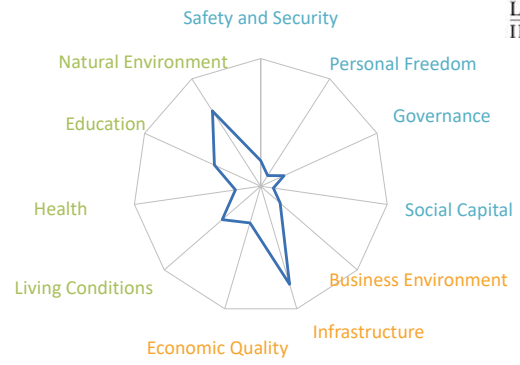 Safety and Security
Natural Environment
Personal Freedom
Education
Governance
Health
Social Capital
Living Conditions
Business Environment
Economic Quality
Infrastructure